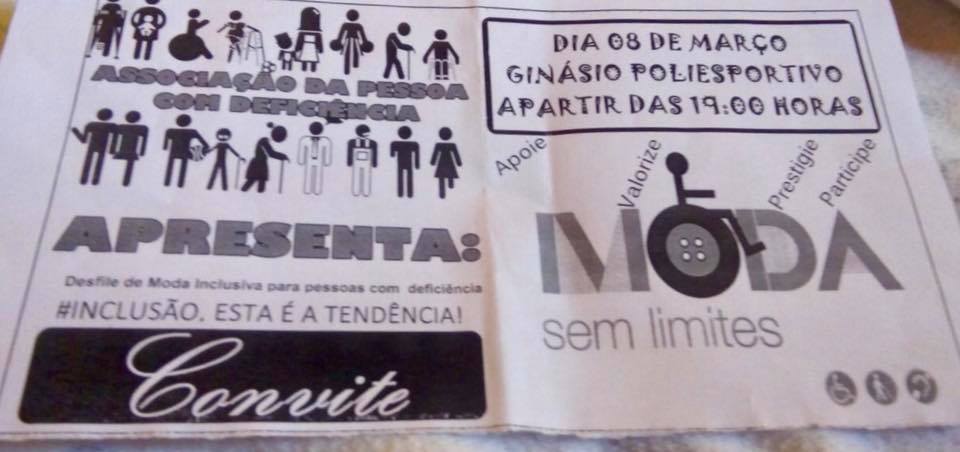 ASSOCIAÇÃO DA PESSOA
COM DEFICIÊNCIA
APRESENTA:
Desfile de Moda Inclusiva para pessoas com deficiência
#INCLUSÃO. ESTA É A TENDÊNCIA!
Convite
DIA 08 DE MARÇO
GINÁSIO POLIESPORTIVO
APARTIR DAS 19:00 HORAS
Apoie
Valorize
Prestigie
Participe
MODA
sem limites